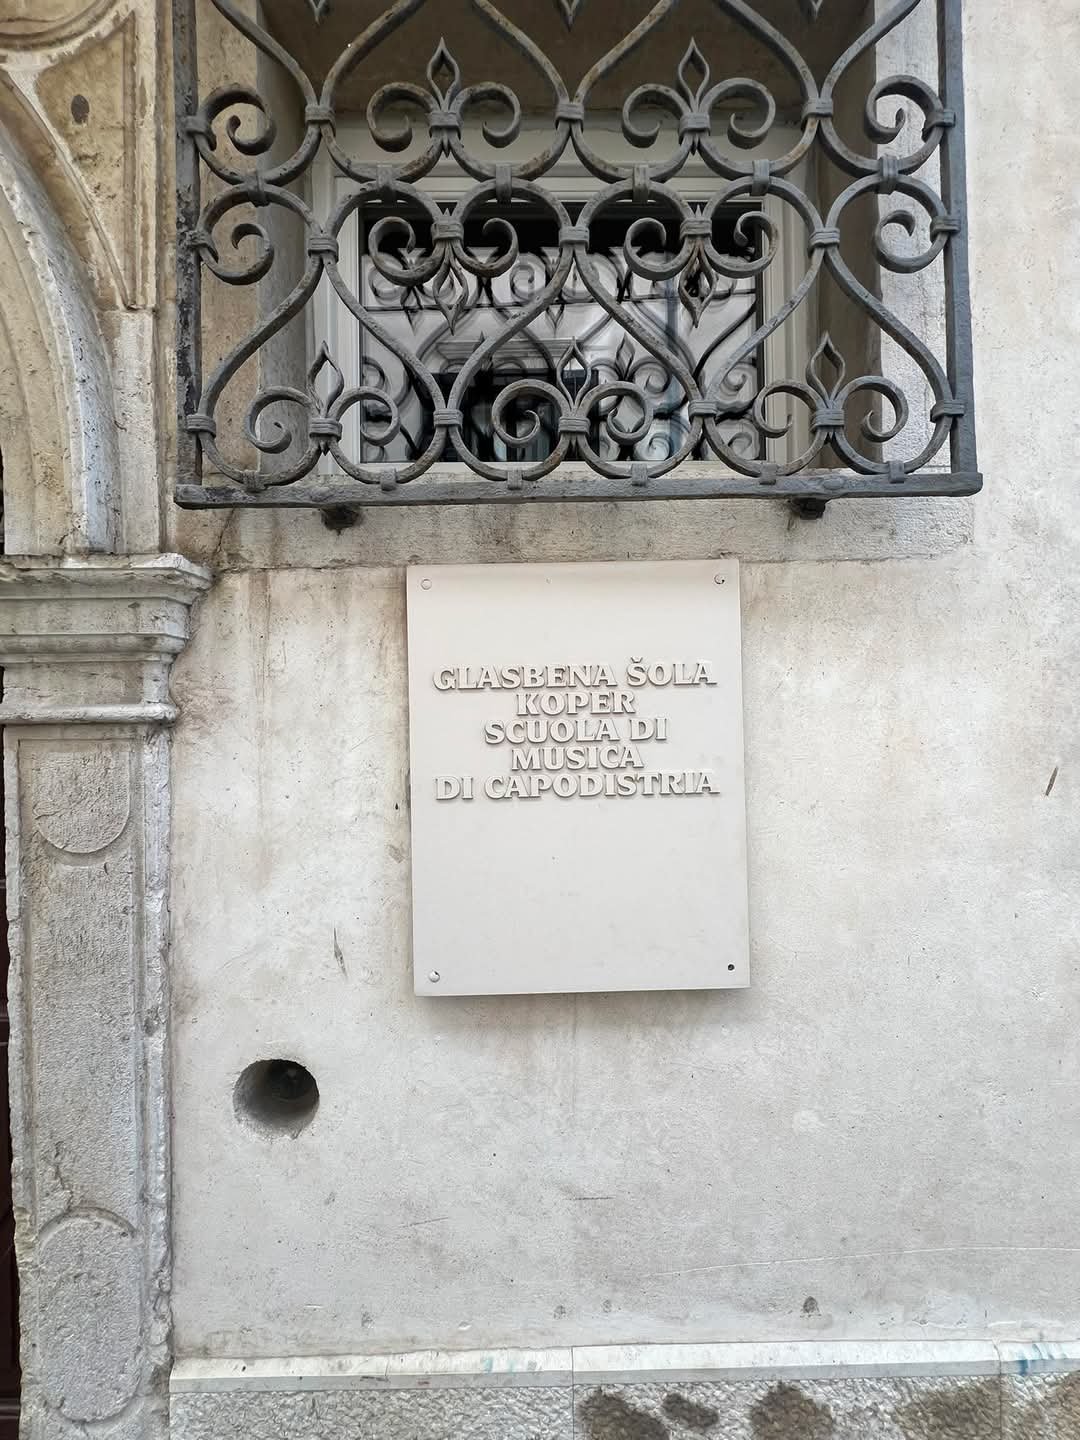 GLASBENA ŠOLA
KOPER
SCUOLA DI
MUSICA
DI CAPODISTRIA